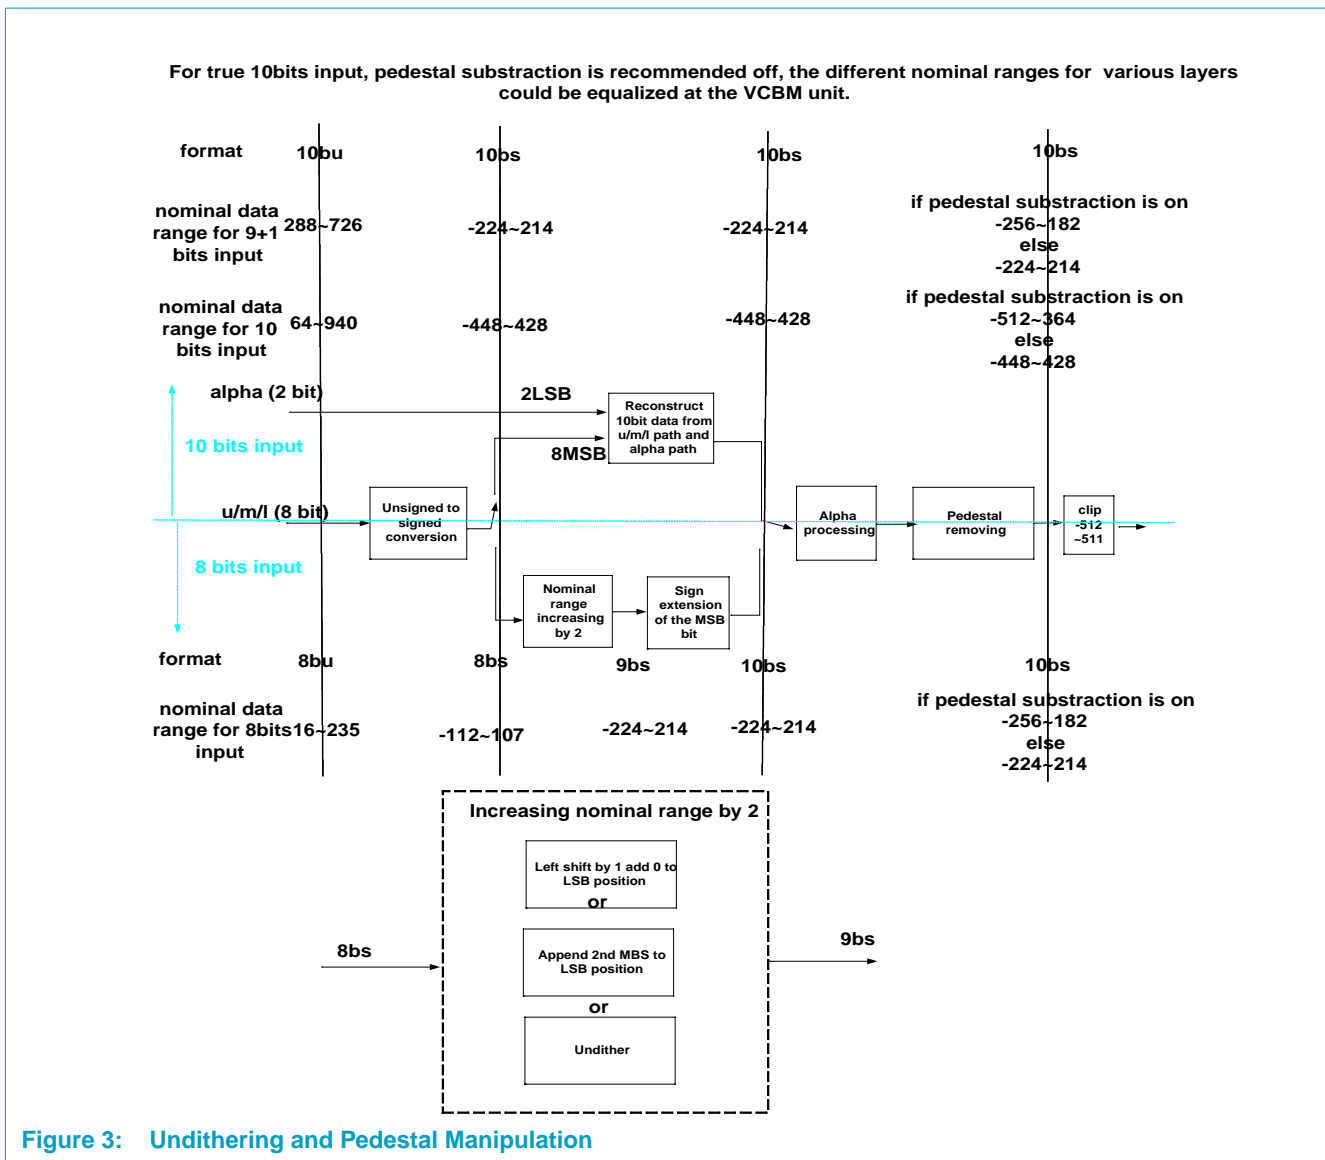 For true 10bits input, pedestal substraction is recommended off, the different nominal ranges for various layers
could be equalized at the VCBM unit.
format
10bu
10bs
10bs
10bs
nominal data
range for 9+1
bits input
288~726
-224~214
-224~214
if pedestal substraction is on
-256~182
else
-224~214
nominal data
range for 10
bits input
64~940
-448~428
-448~428
if pedestal substraction is on
-512~364
else
-448~428
alpha (2 bit)
2LSB
Reconstruct
10bit data from
u/m/l path and
alpha path
10 bits input
8MSB
u/m/l (8 bit)
Unsigned to
signed
conversion
Alpha
processing
Pedestal
removing
clip
-512
~511
8 bits input
Nominal
range
increasing
by 2
Sign
extension
of the MSB
bit
format
8bu
8bs
9bs
10bs
10bs
nominal data
range for 8bits
input
16~235
-112~107
-224~214
-224~214
if pedestal substraction is on
-256~182
else
-224~214
Increasing nominal range by 2
Left shift by 1 add 0 to
LSB position
or
8bs
Append 2nd MBS to
LSB position
9bs
or
Undither
Figure 3: Undithering and Pedestal Manipulation